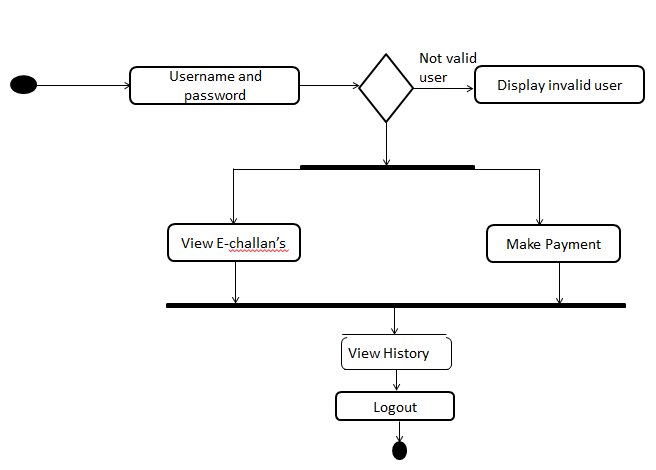 Not valid
user
Username and
password
Display invalid user
View E-challan’s
Make Payment
View History
Logout